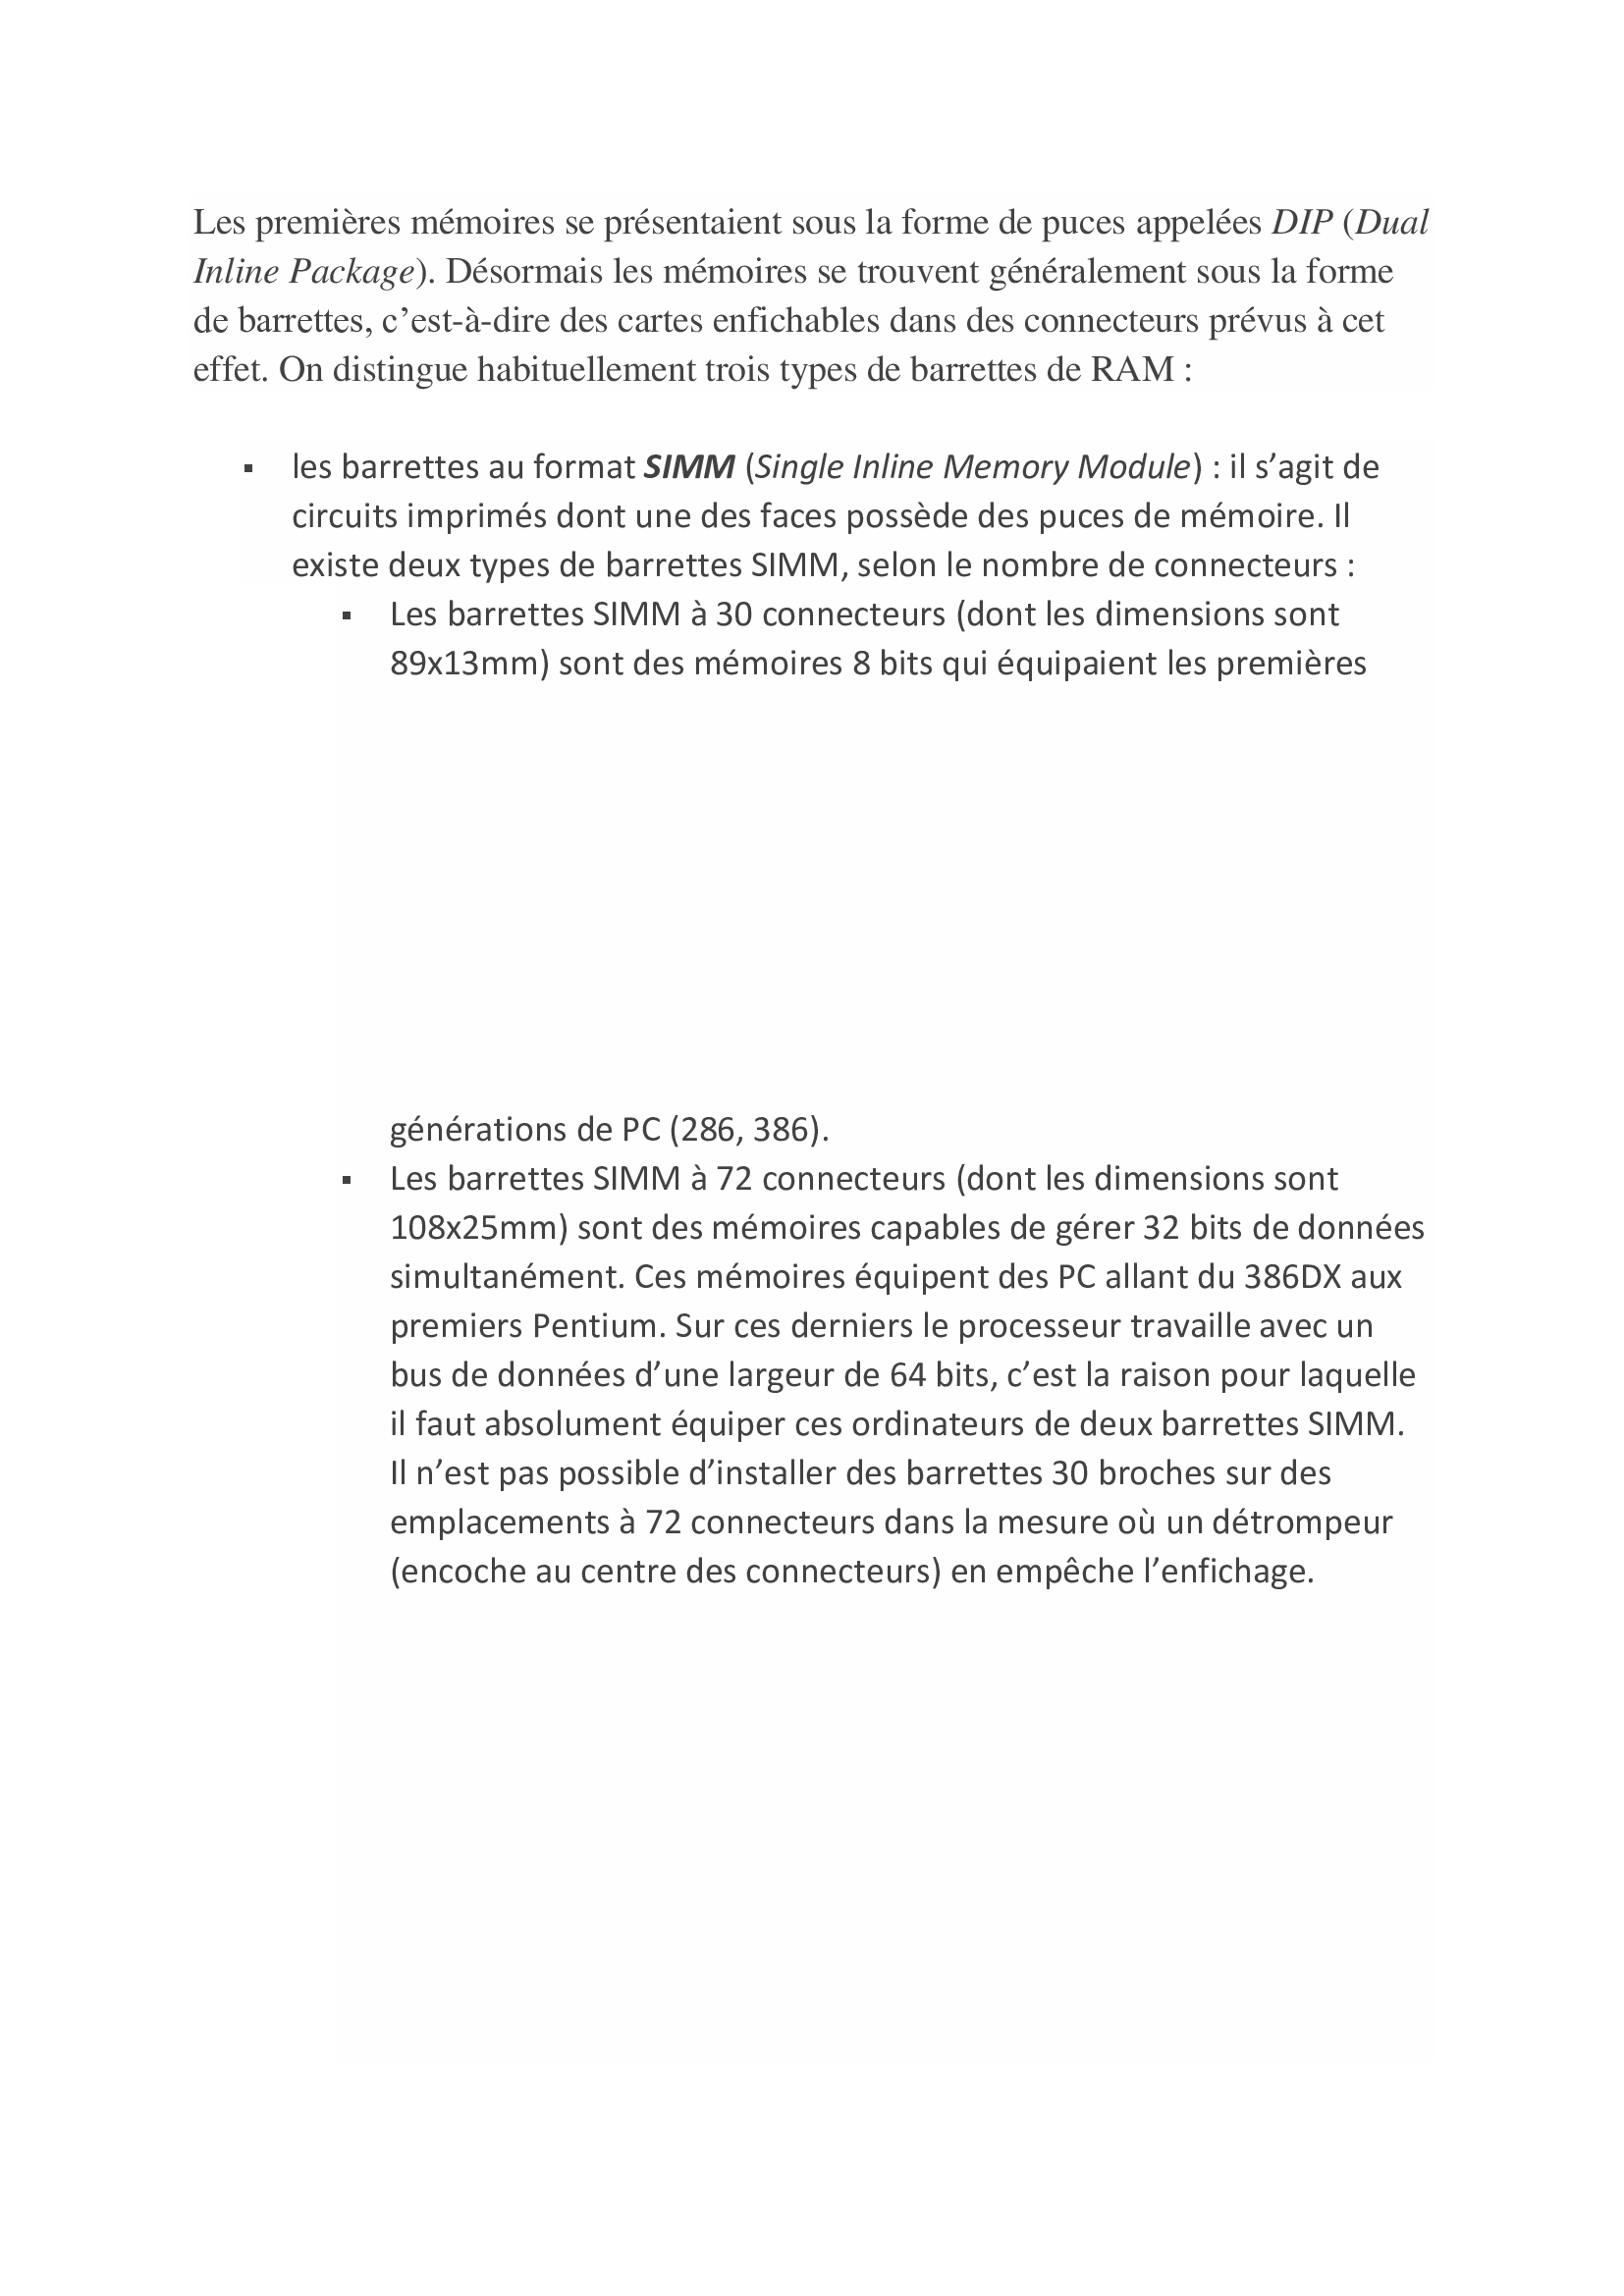 Les premières mémoires se présentaient sous la forme de puces appelées DIP (Dual
Inline Package). Désormais les mémoires se trouvent généralement sous la forme
de barrettes, c’est-à-dire des cartes enfichables dans des connecteurs prévus à cet
effet. On distingue habituellement trois types de barrettes de RAM :
▪ les barrettes au format SIMM (Single Inline Memory Module) : il s’agit de
circuits imprimés dont une des faces possède des puces de mémoire. Il
existe deux types de barrettes SIMM, selon le nombre de connecteurs :
▪ Les barrettes SIMM à 30 connecteurs (dont les dimensions sont
89x13mm) sont des mémoires 8 bits qui équipaient les premières
générations de PC (286, 386).
▪ Les barrettes SIMM à 72 connecteurs (dont les dimensions sont
108x25mm) sont des mémoires capables de gérer 32 bits de données
simultanément. Ces mémoires équipent des PC allant du 386DX aux
premiers Pentium. Sur ces derniers le processeur travaille avec un
bus de données d’une largeur de 64 bits, c’est la raison pour laquelle
il faut absolument équiper ces ordinateurs de deux barrettes SIMM.
Il n’est pas possible d’installer des barrettes 30 broches sur des
emplacements à 72 connecteurs dans la mesure où un détrompeur
(encoche au centre des connecteurs) en empêche l’enfichage.